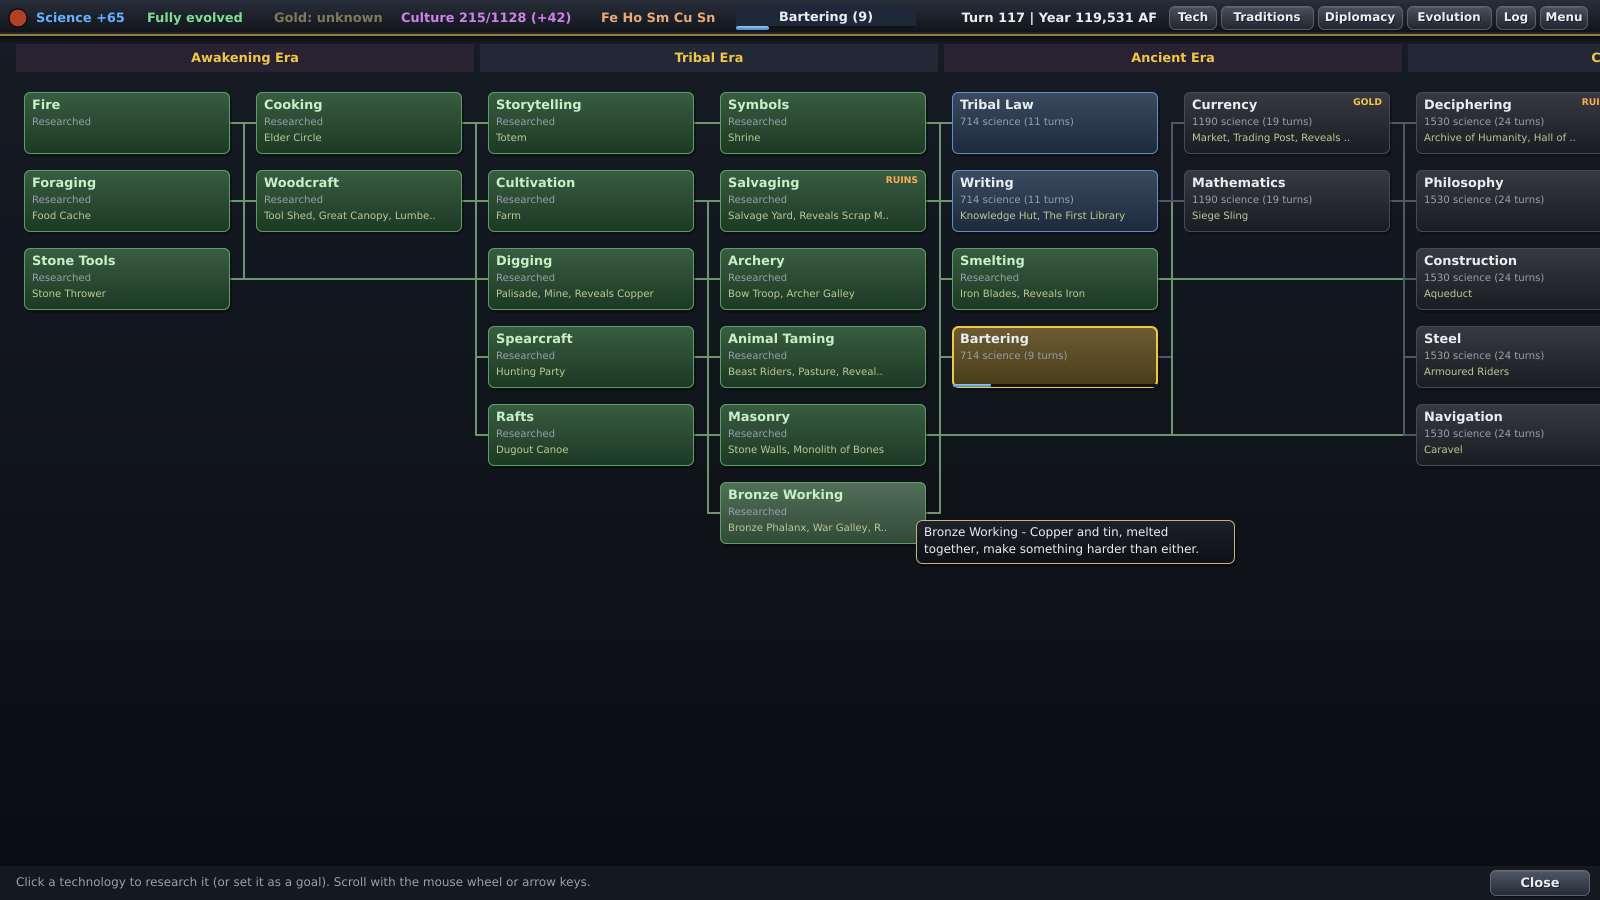 Science +65 Fully evolved Gold: unknown Culture 215/1128 (+42) Fe Ho Sm Cu Sn Bartering (9) Turn 117 | Year 119,531 AF Tech Traditions Diplomacy Evolution Log Menu
Awakening Era Tribal Era Ancient Era C
Fire
Researched
Cooking
Researched
Elder Circle
Storytelling
Researched
Totem
Symbols
Researched
Shrine
Tribal Law
714 science (11 turns)
Currency GOLD
1190 science (19 turns)
Market, Trading Post, Reveals ..
Deciphering RUI
1530 science (24 turns)
Archive of Humanity, Hall of ..
Foraging
Researched
Food Cache
Woodcraft
Researched
Tool Shed, Great Canopy, Lumbe..
Cultivation
Researched
Farm
Salvaging RUINS
Researched
Salvage Yard, Reveals Scrap M..
Writing
714 science (11 turns)
Knowledge Hut, The First Library
Mathematics
1190 science (19 turns)
Siege Sling
Philosophy
1530 science (24 turns)
Stone Tools
Researched
Stone Thrower
Digging
Researched
Palisade, Mine, Reveals Copper
Archery
Researched
Bow Troop, Archer Galley
Smelting
Researched
Iron Blades, Reveals Iron
Construction
1530 science (24 turns)
Aqueduct
Spearcraft
Researched
Hunting Party
Animal Taming
Researched
Beast Riders, Pasture, Reveal..
Bartering
714 science (9 turns)
Steel
1530 science (24 turns)
Armoured Riders
Rafts
Researched
Dugout Canoe
Masonry
Researched
Stone Walls, Monolith of Bones
Navigation
1530 science (24 turns)
Caravel
Bronze Working
Researched
Bronze Phalanx, War Galley, R..
Bronze Working - Copper and tin, melted
together, make something harder than either.
Click a technology to research it (or set it as a goal). Scroll with the mouse wheel or arrow keys.
Close